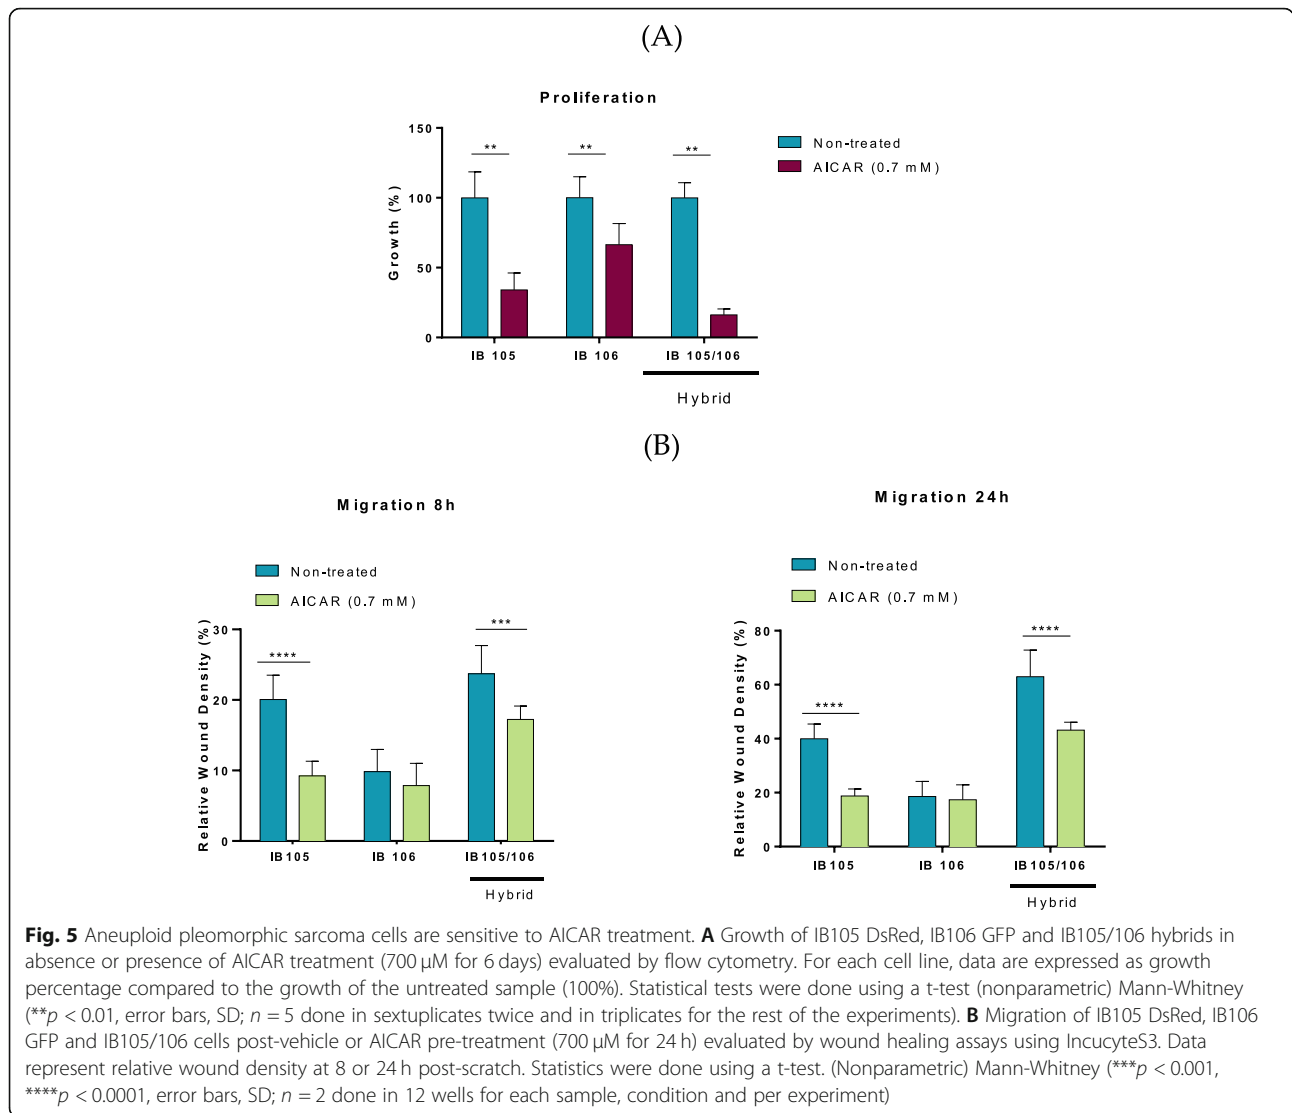 (A)
Proliferation
Non-treated
AICAR (0.7 mM)
Growth (%)
150
100
50
0
**
**
**
IB 105
IB 106
IB 105/106
Hybrid
(B)
Migration 8h
Non-treated
AICAR (0.7 mM)
Relative Wound Density (%)
30
20
10
0
****
***
IB105
IB 106
IB105/106
Hybrid
Migration 24h
Non-treated
AICAR (0.7 mM)
Relative Wound Density (%)
80
60
40
20
0
****
****
IB105
IB106
IB105/106
Hybrid
Fig. 5 Aneuploid pleomorphic sarcoma cells are sensitive to AICAR treatment. A Growth of IB105 DsRed, IB106 GFP and IB105/106 hybrids in
absence or presence of AICAR treatment (700 μM for 6 days) evaluated by flow cytometry. For each cell line, data are expressed as growth
percentage compared to the growth of the untreated sample (100%). Statistical tests were done using a t-test (nonparametric) Mann-Whitney
(**p < 0.01, error bars, SD; n = 5 done in sextuplicates twice and in triplicates for the rest of the experiments). B Migration of IB105 DsRed, IB106
GFP and IB105/106 cells post-vehicle or AICAR pre-treatment (700 μM for 24 h) evaluated by wound healing assays using IncucyteS3. Data
represent relative wound density at 8 or 24 h post-scratch. Statistics were done using a t-test. (Nonparametric) Mann-Whitney (***p < 0.001,
****p < 0.0001, error bars, SD; n = 2 done in 12 wells for each sample, condition and per experiment)